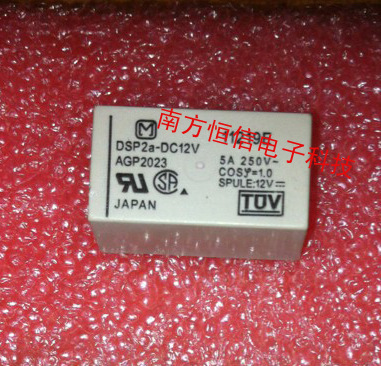 M
DSP2a-DC12V
AGP2023
5A 250V~
COSφ=1.0
SPULE:12V⎓
JAPAN
TÜV
南方恒信电子科技